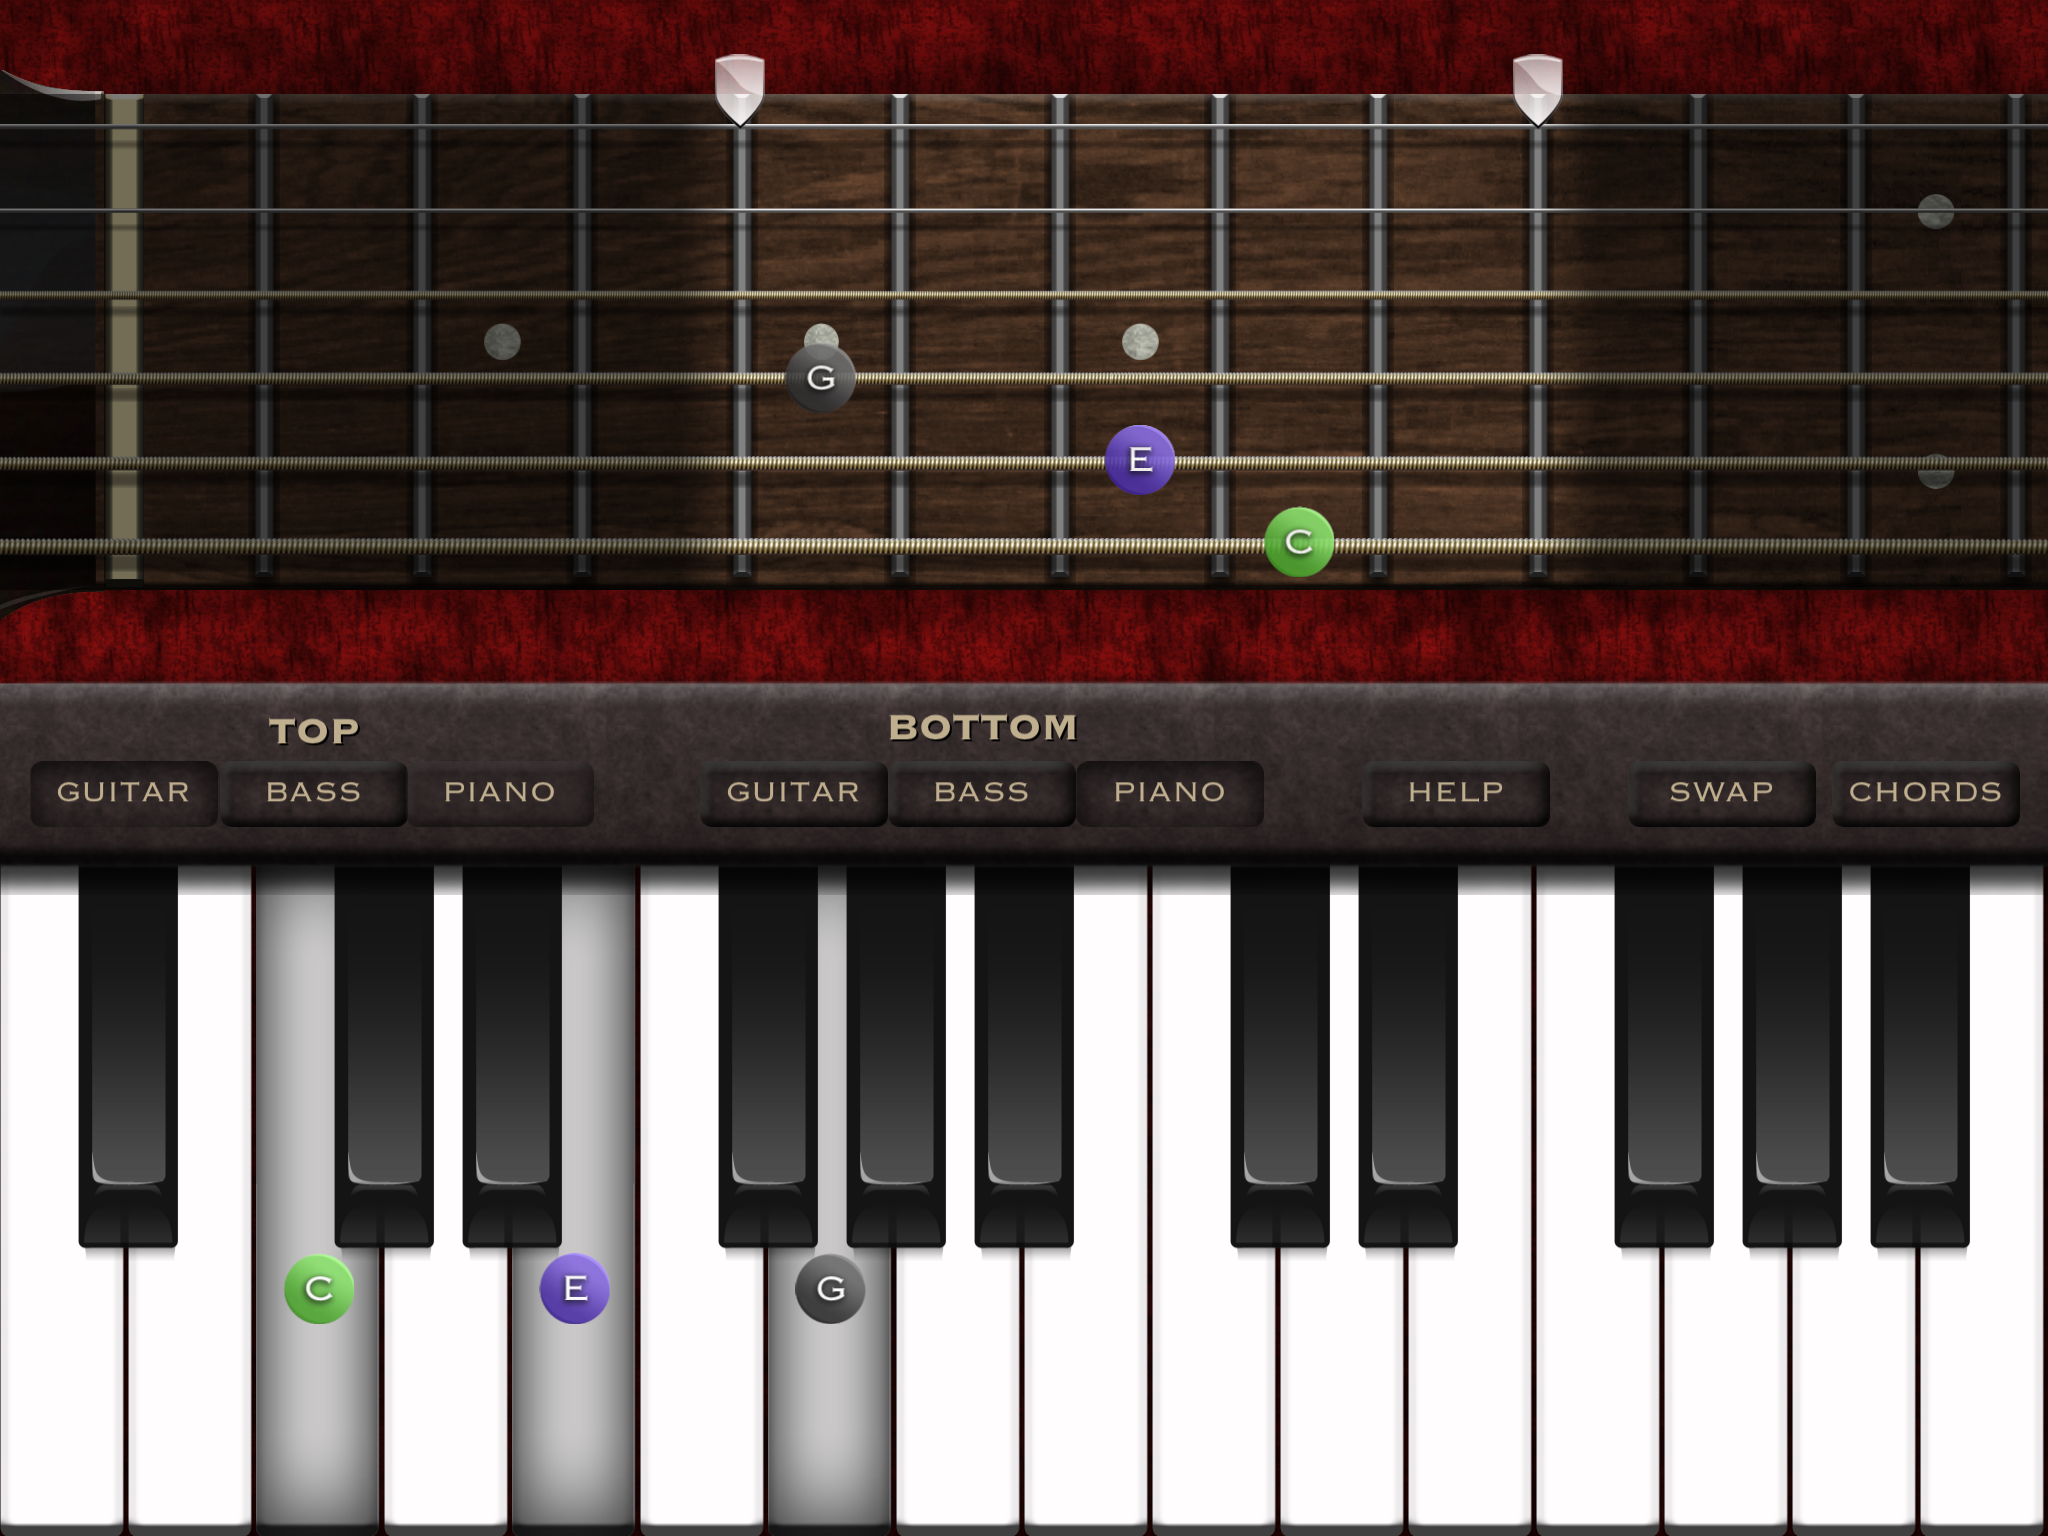 G
E
C
TOP
BOTTOM
GUITAR BASS PIANO GUITAR BASS PIANO HELP SWAP CHORDS
C E G